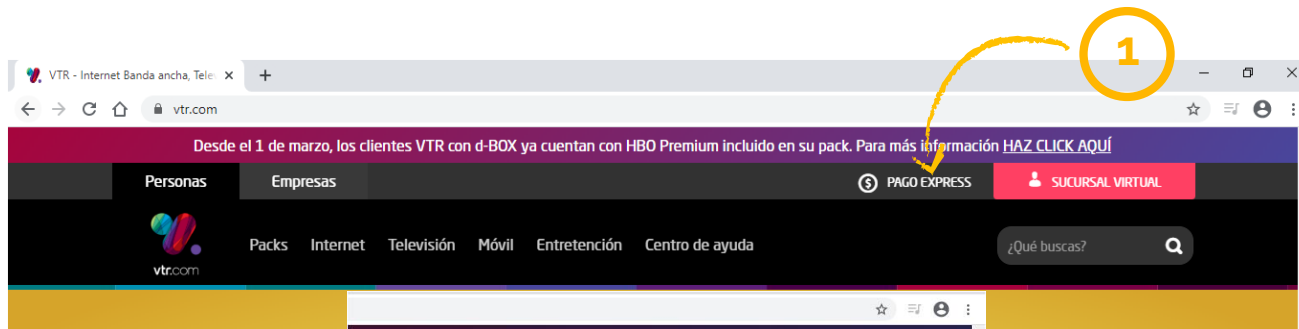 1
VTR - Internet Banda ancha, Tele
vtr.com
Desde el 1 de marzo, los clientes VTR con d-BOX ya cuentan con HBO Premium incluido en su pack. Para más información HAZ CLICK AQUÍ
Personas Empresas PAGO EXPRESS SUCURSAL VIRTUAL
Packs Internet Televisión Móvil Entretención Centro de ayuda ¿Qué buscas?
vtr.com